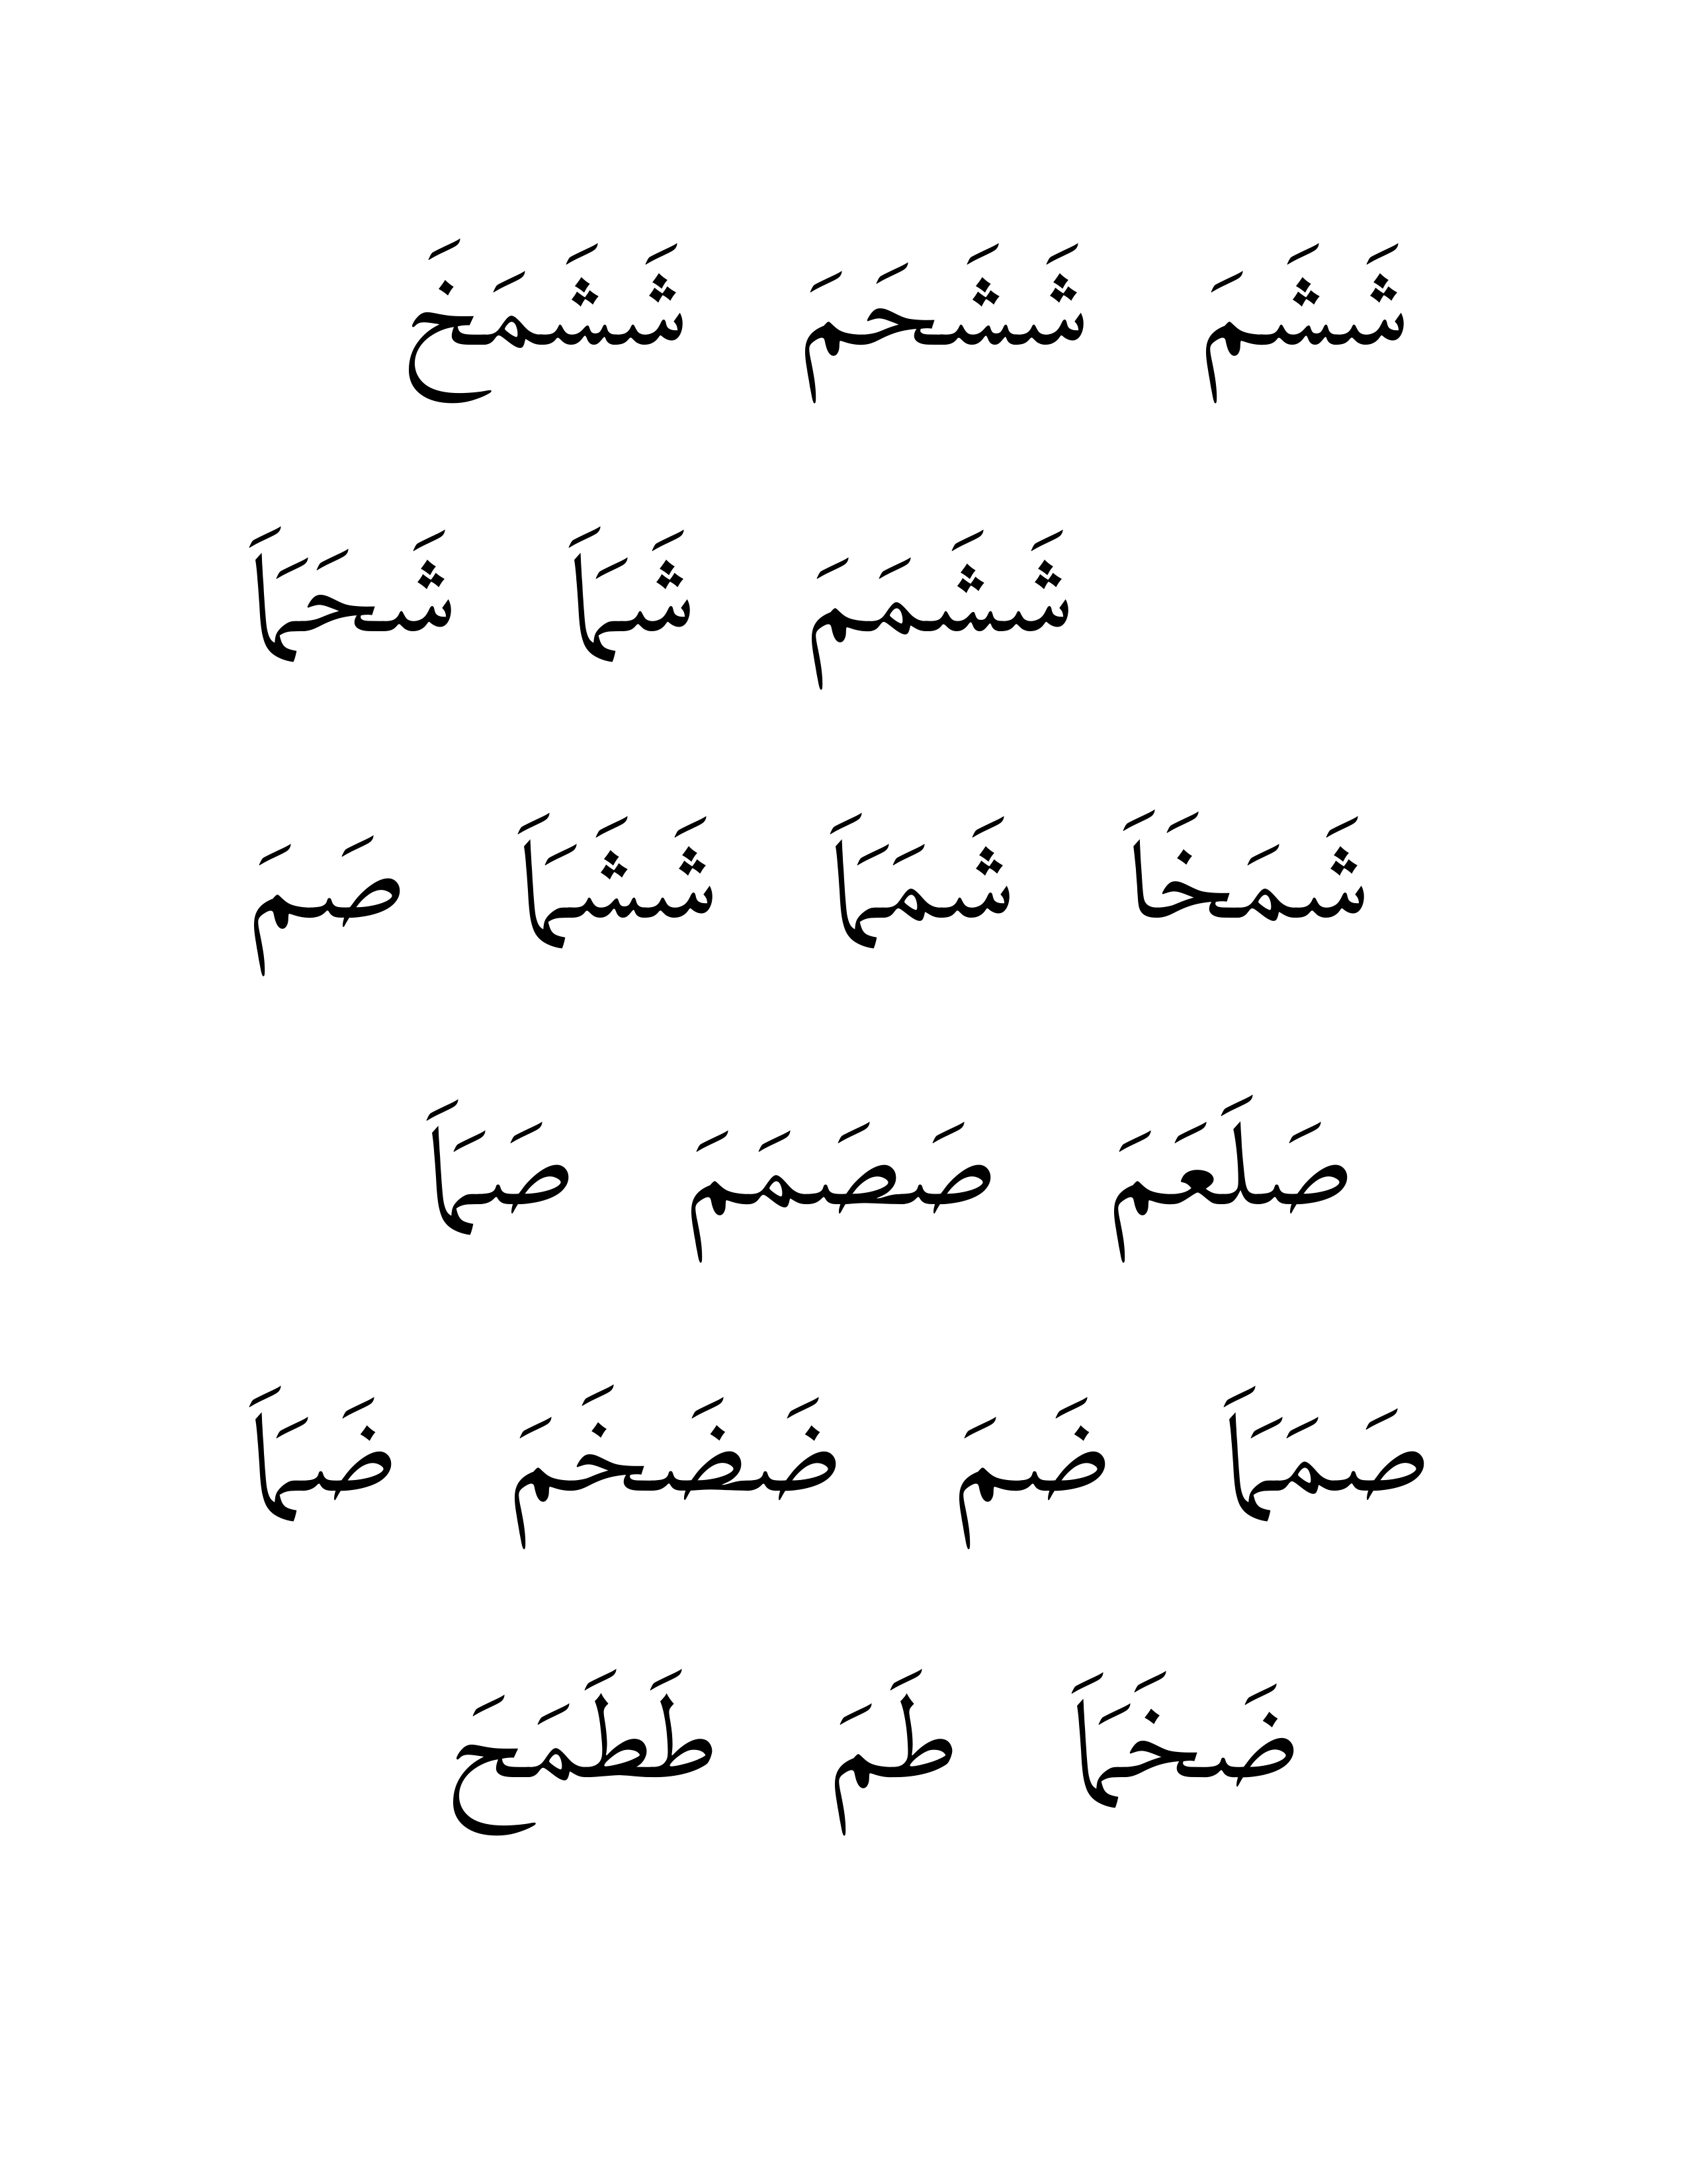 شَشَمَ شَشَحَمَ شَشَمَخَ
شَشَمَمَ شَمَاَ شَحَمَاَ
شَمَخَاَ شَمَمَاَ شَشَمَاَ صَمَ
صَلَعَمَ صَصَمَمَ صَمَاَ
صَمَمَاَ ضَمَ ضَضَخَمَ ضَمَاَ
ضَخَمَاَ طَمَ طَطَمَحَ